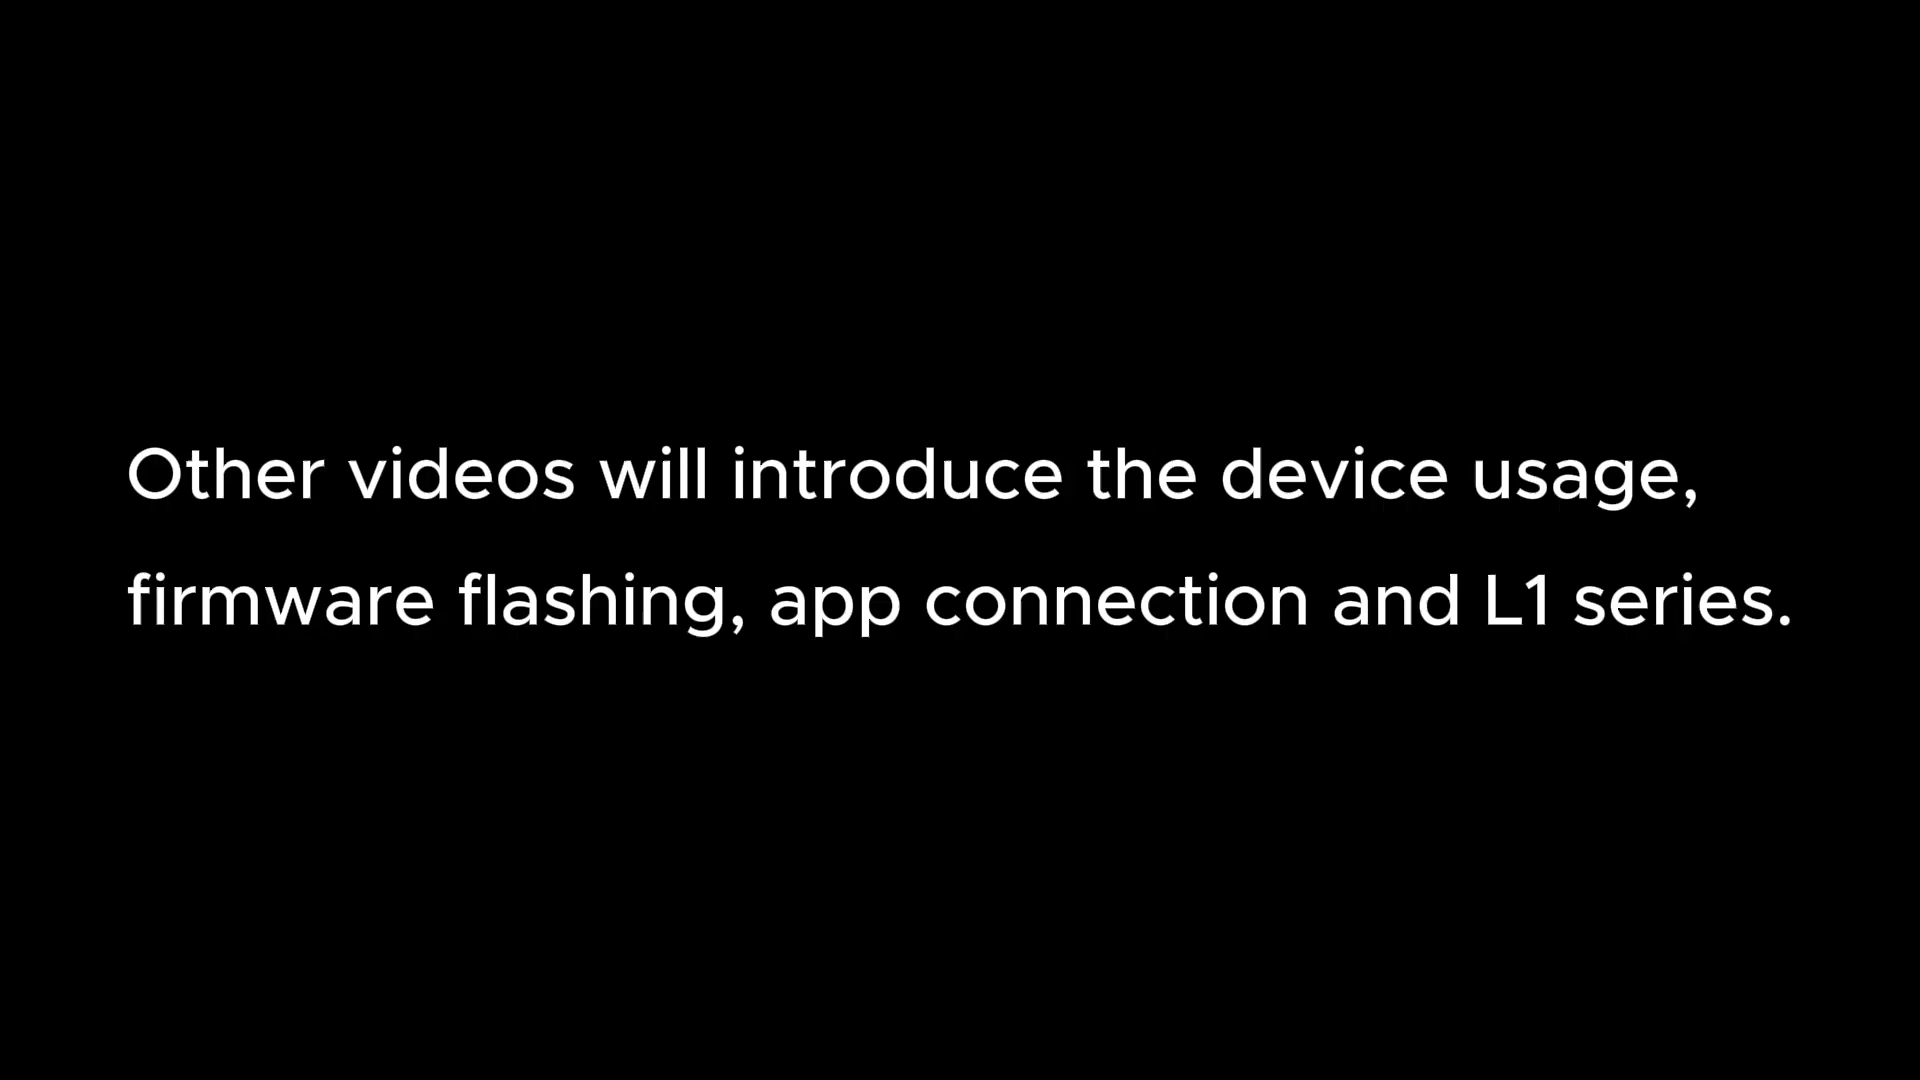 Other videos will introduce the device usage,
firmware flashing, app connection and L1 series.